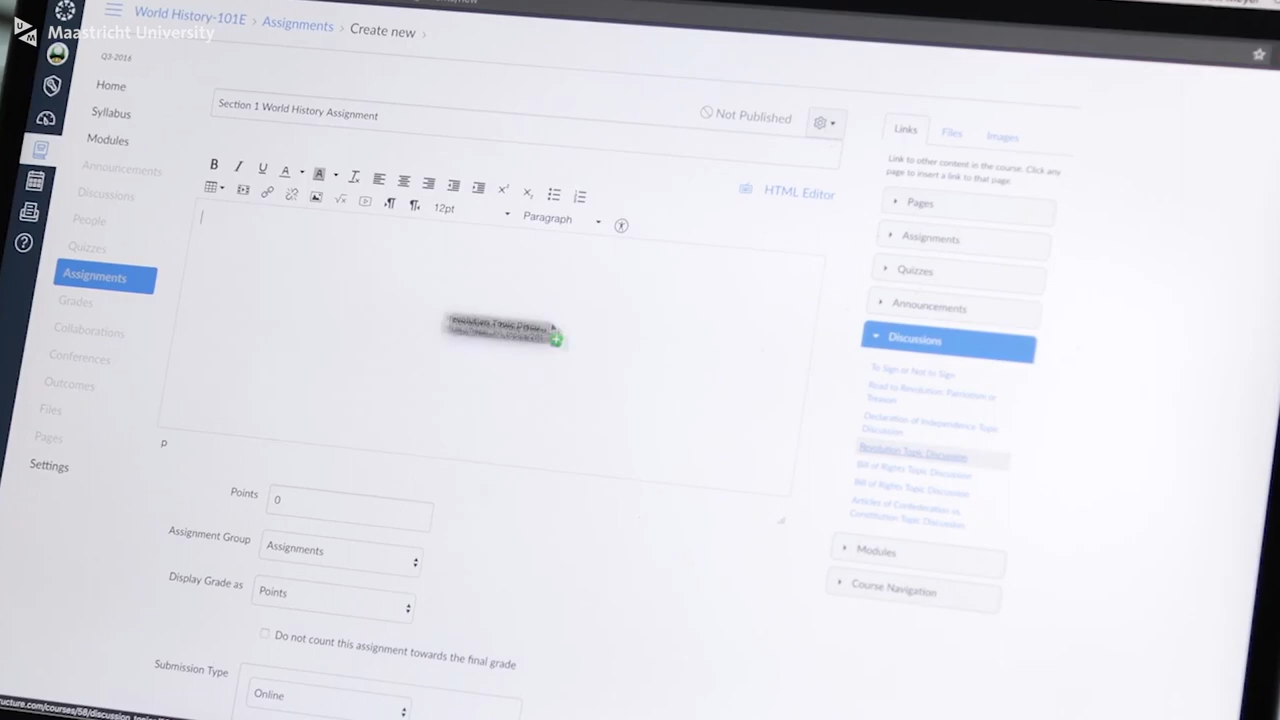 Maastricht University
World History-101E > Assignments > Create new >
Q3-2016
Home
Syllabus
Modules
Announcements
Discussions
People
Quizzes
Assignments
Grades
Collaborations
Conferences
Outcomes
Files
Pages
Settings
Section 1 World History Assignment
Not Published
HTML Editor
12pt
Paragraph
p
Points
0
Assignment Group
Assignments
Display Grade as
Points
Do not count this assignment towards the final grade
Submission Type
Online
Links
Files
Images
Link to other content in the course. Click any
page to insert a link to that page.
Pages
Assignments
Quizzes
Announcements
Discussions
To Sign or Not to Sign
Road to Revolution: Patriotism or
Treason
Declaration of Independence Topic
Discussion
Revolution Topic Discussion
Bill of Rights Topic Discussion
Bill of Rights Topic Discussion
Articles of Confederation vs.
Constitution Topic Discussion
Modules
Course Navigation